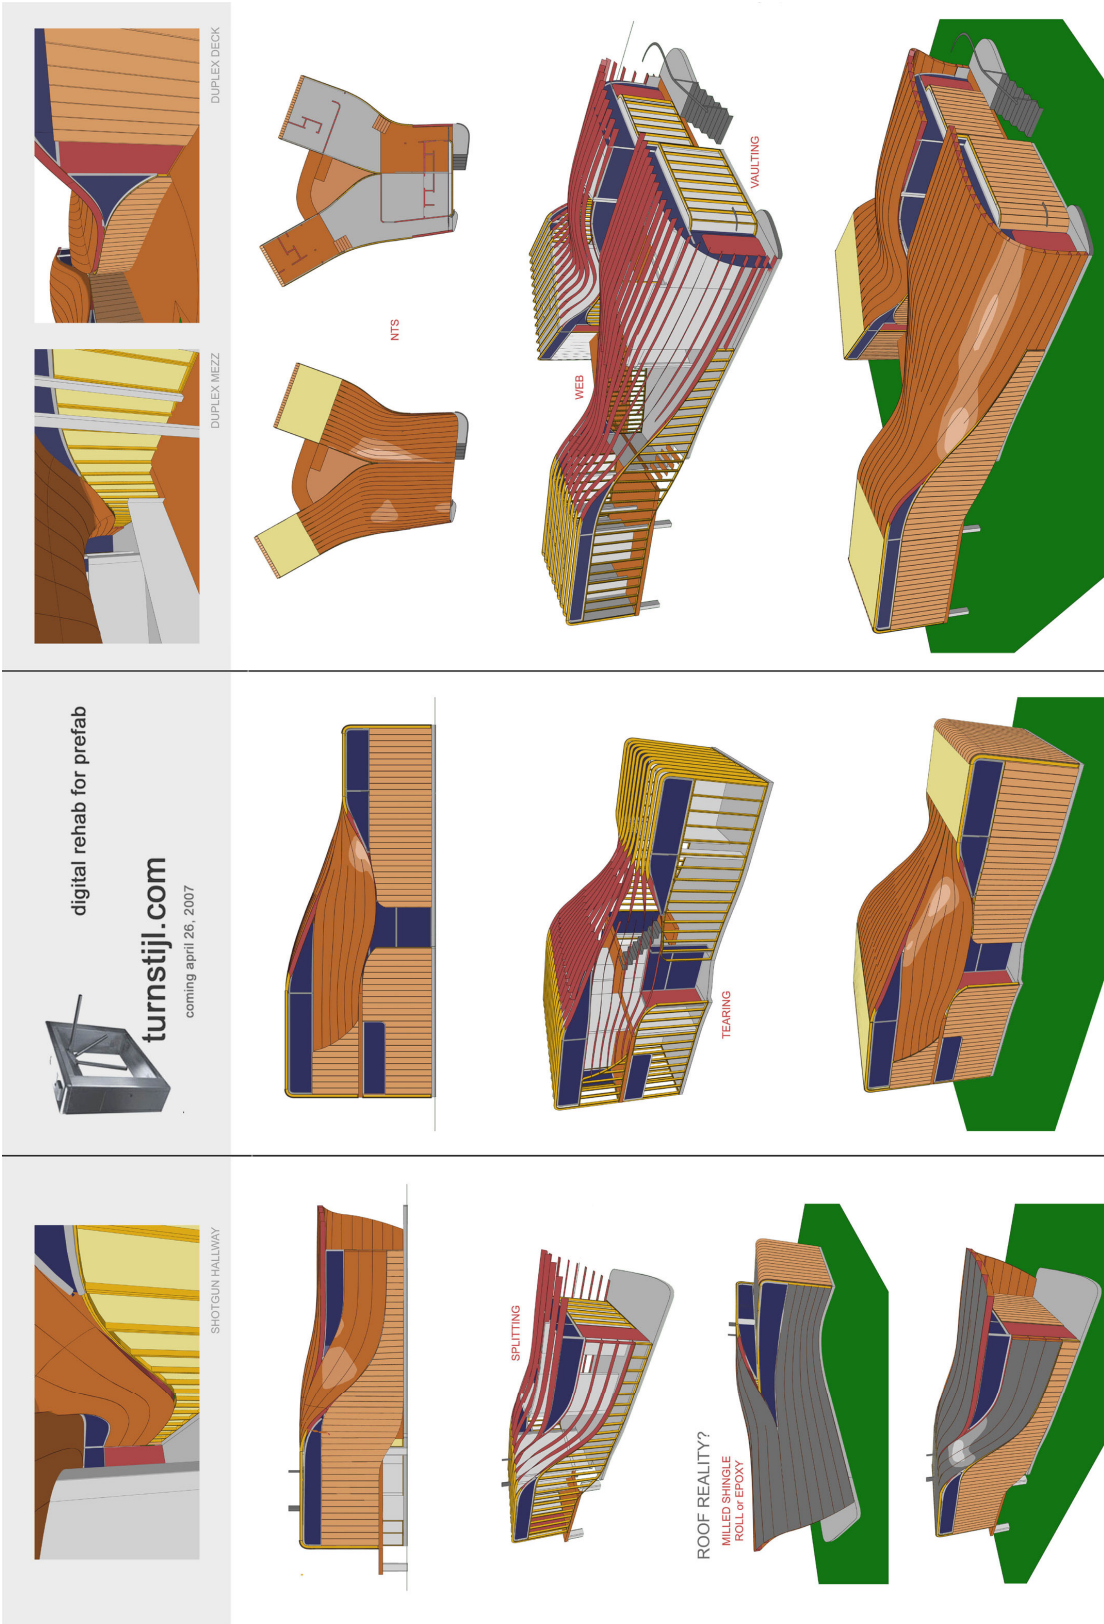 SHOTGUN HALLWAY
SPLITTING
ROOF REALITY?
MILLED SHINGLE
ROLL or EPOXY
digital rehab for prefab
turnstijl.com
coming april 26, 2007
TEARING
DUPLEX MEZZ
DUPLEX DECK
NTS
WEB
VAULTING